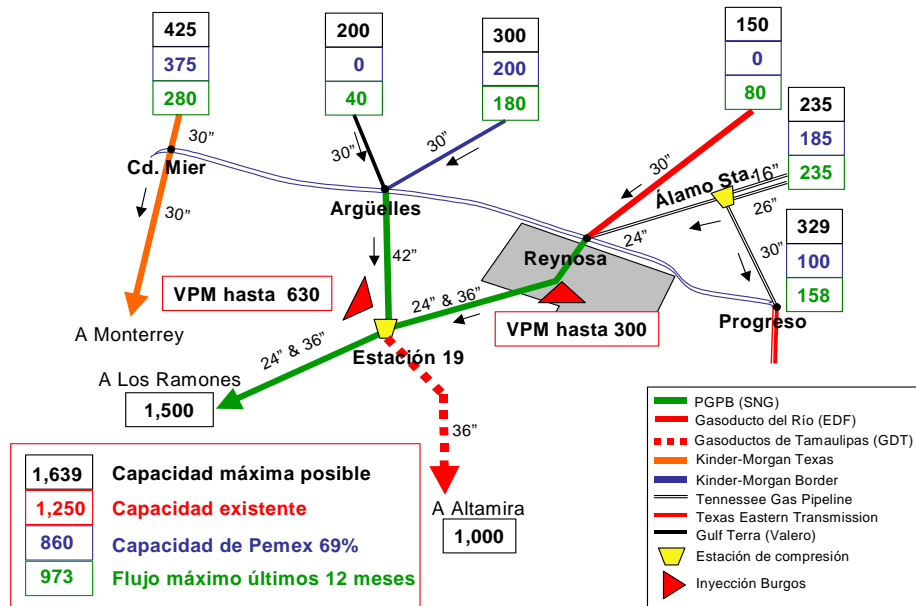 425
375
280
200
0
40
300
200
180
150
0
80
235
185
235
329
100
158
30”
Cd. Mier
30”
30”
30”
Argüelles
42”
30”
Álamo Sta.
16”
26”
24”
30”
Reynosa
Progreso
VPM hasta 630
24” & 36”
VPM hasta 300
A Monterrey
Estación 19
24” & 36”
A Los Ramones
1,500
36”
A Altamira
1,000
1,639 Capacidad máxima posible
1,250 Capacidad existente
860 Capacidad de Pemex 69%
973 Flujo máximo últimos 12 meses
PGPB (SNG)
Gasoducto del Río (EDF)
Gasoductos de Tamaulipas (GDT)
Kinder-Morgan Texas
Kinder-Morgan Border
Tennessee Gas Pipeline
Texas Eastern Transmission
Gulf Terra (Valero)
Estación de compresión
Inyección Burgos